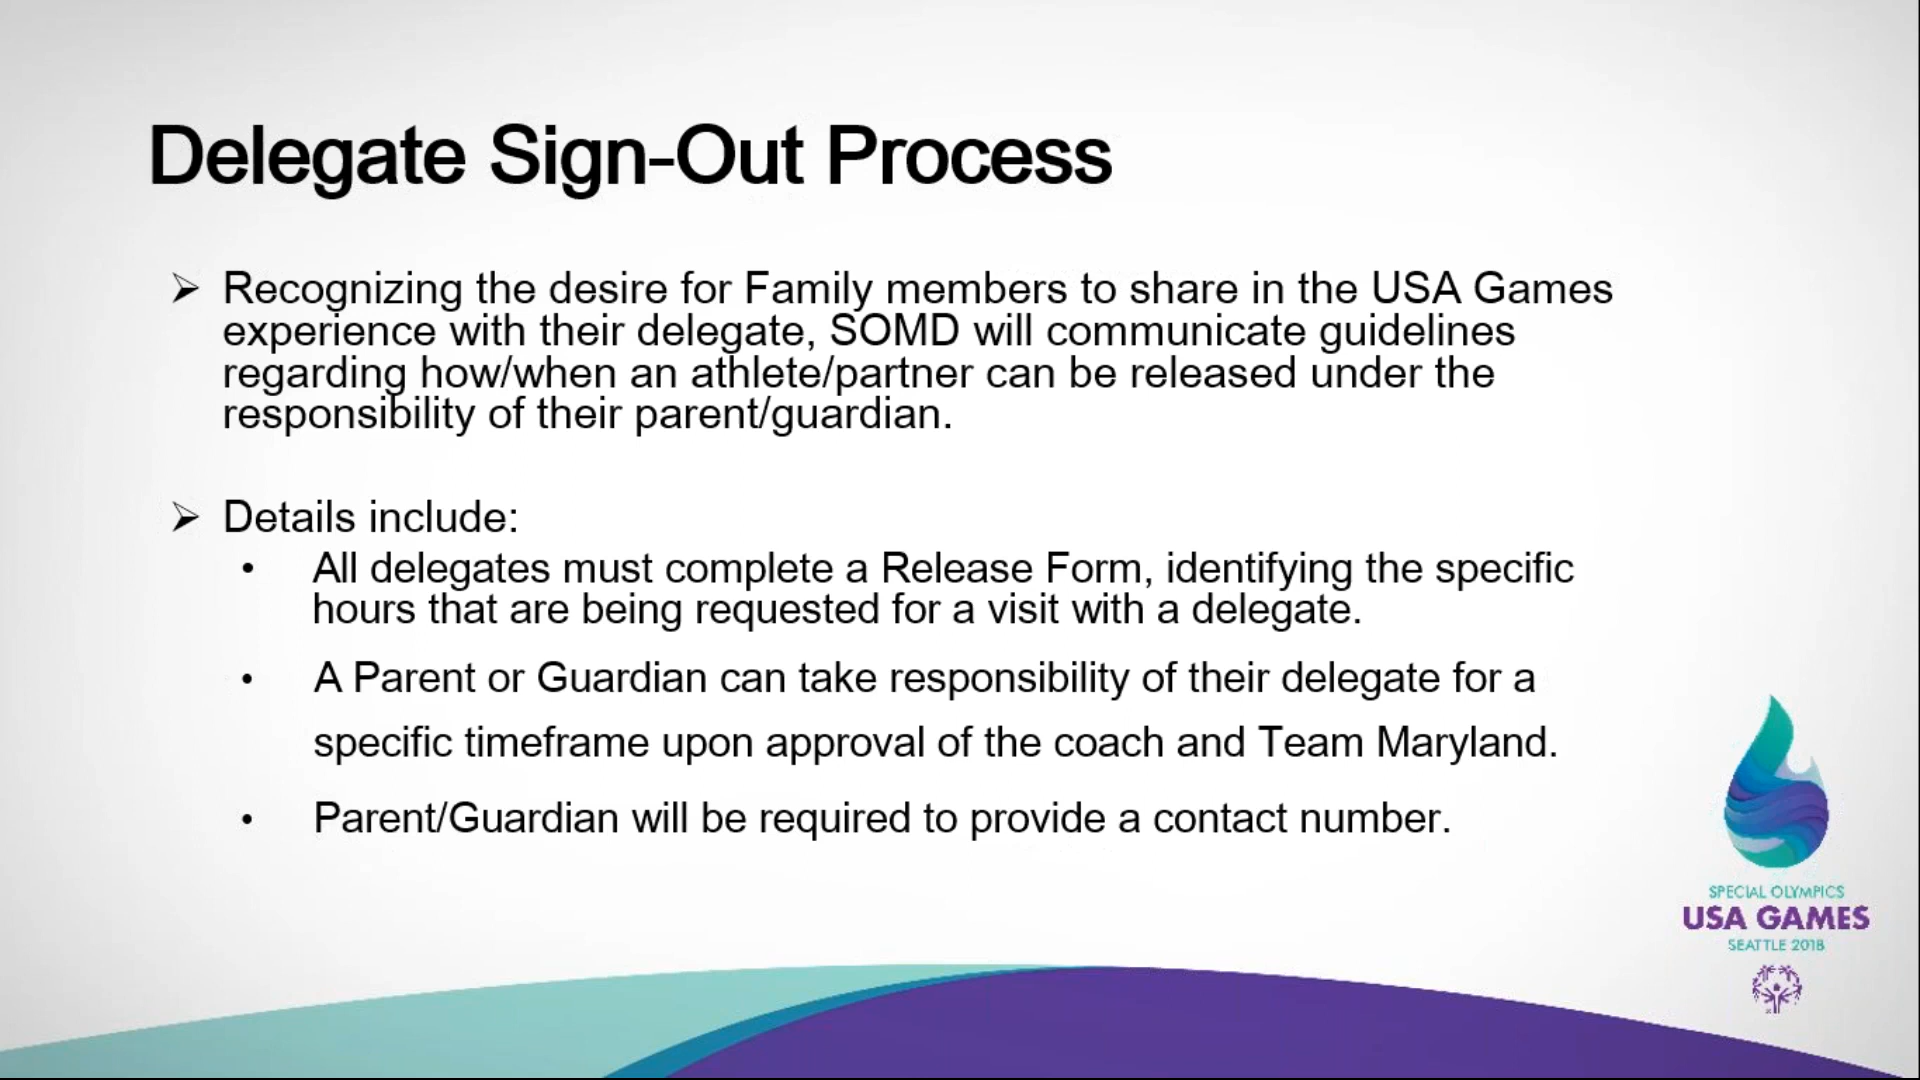 Delegate Sign-Out Process
➢ Recognizing the desire for Family members to share in the USA Games
experience with their delegate, SOMD will communicate guidelines
regarding how/when an athlete/partner can be released under the
responsibility of their parent/guardian.
➢ Details include:
• All delegates must complete a Release Form, identifying the specific
hours that are being requested for a visit with a delegate.
• A Parent or Guardian can take responsibility of their delegate for a
specific timeframe upon approval of the coach and Team Maryland.
• Parent/Guardian will be required to provide a contact number.
SPECIAL OLYMPICS
USA GAMES
SEATTLE 2018